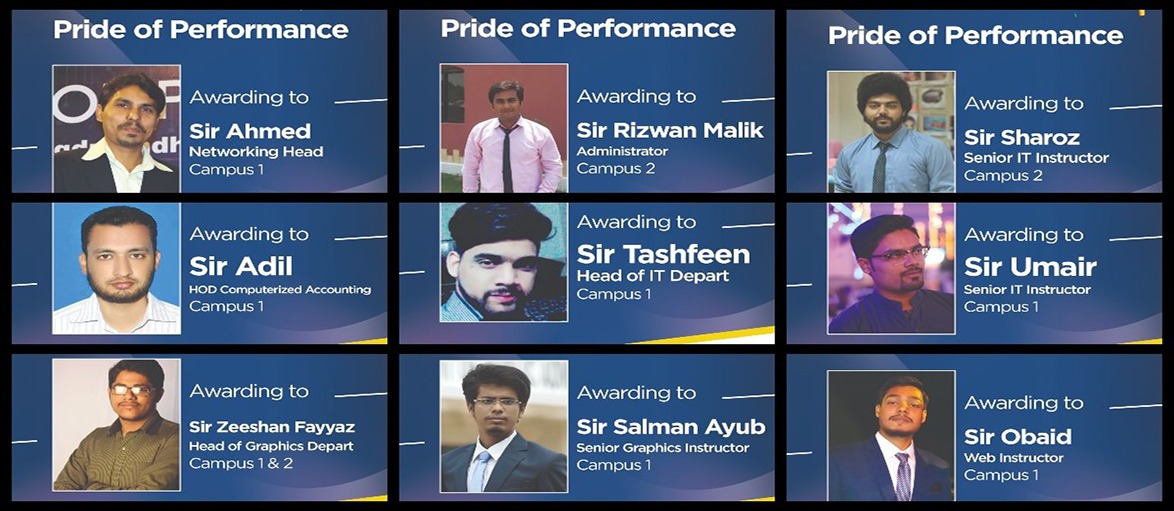 Pride of Performance
Awarding to
Sir Ahmed
Networking Head
Campus 1
Pride of Performance
Awarding to
Sir Rizwan Malik
Administrator
Campus 2
Pride of Performance
Awarding to
Sir Sharoz
Senior IT Instructor
Campus 2
Awarding to
Sir Adil
HOD Computerized Accounting
Campus 1
Awarding to
Sir Tashfeen
Head of IT Depart
Campus 1
Awarding to
Sir Umair
Senior IT Instructor
Campus 1
Awarding to
Sir Zeeshan Fayyaz
Head of Graphics Depart
Campus 1 & 2
Awarding to
Sir Salman Ayub
Senior Graphics Instructor
Campus 1
Awarding to
Sir Obaid
Web Instructor
Campus 1